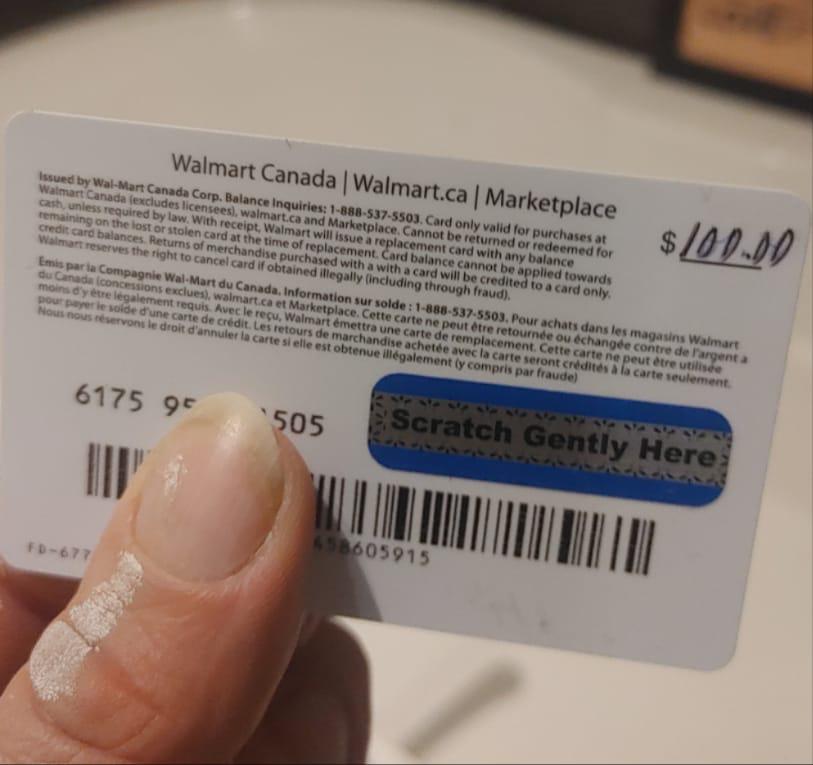 Walmart Canada | Walmart.ca | Marketplace
Issued by Wal-Mart Canada Corp. Balance Inquiries: 1-888-537-5503. Card only valid for purchases at
Walmart Canada (excludes licensees), walmart.ca and Marketplace. Cannot be returned or redeemed for
cash, unless required by law. With receipt, Walmart will issue a replacement card with any balance
remaining on the lost or stolen card at the time of replacement. Card balance cannot be applied towards
credit card balances. Returns of merchandise purchased with a with a card will be credited to a card only.
Walmart reserves the right to cancel card if obtained illegally (including through fraud).
$100.00
Émis par la Compagnie Wal-Mart du Canada. Information sur solde : 1-888-537-5503. Pour achats dans les magasins Walmart
du Canada (concessions exclues), walmart.ca et Marketplace. Cette carte ne peut être retournée ou échangée contre de l'argent à
moins d'y être légalement requis. Avec le reçu, Walmart émettra une carte de remplacement. Cette carte ne peut être utilisée
pour payer le solde d'une carte de crédit. Les retours de marchandise achetée avec la carte seront crédités à la carte seulement.
Nous nous réservons le droit d'annuler la carte si elle est obtenue illégalement (y compris par fraude)
6175 95 505
Scratch Gently Here
FD-677 458605915